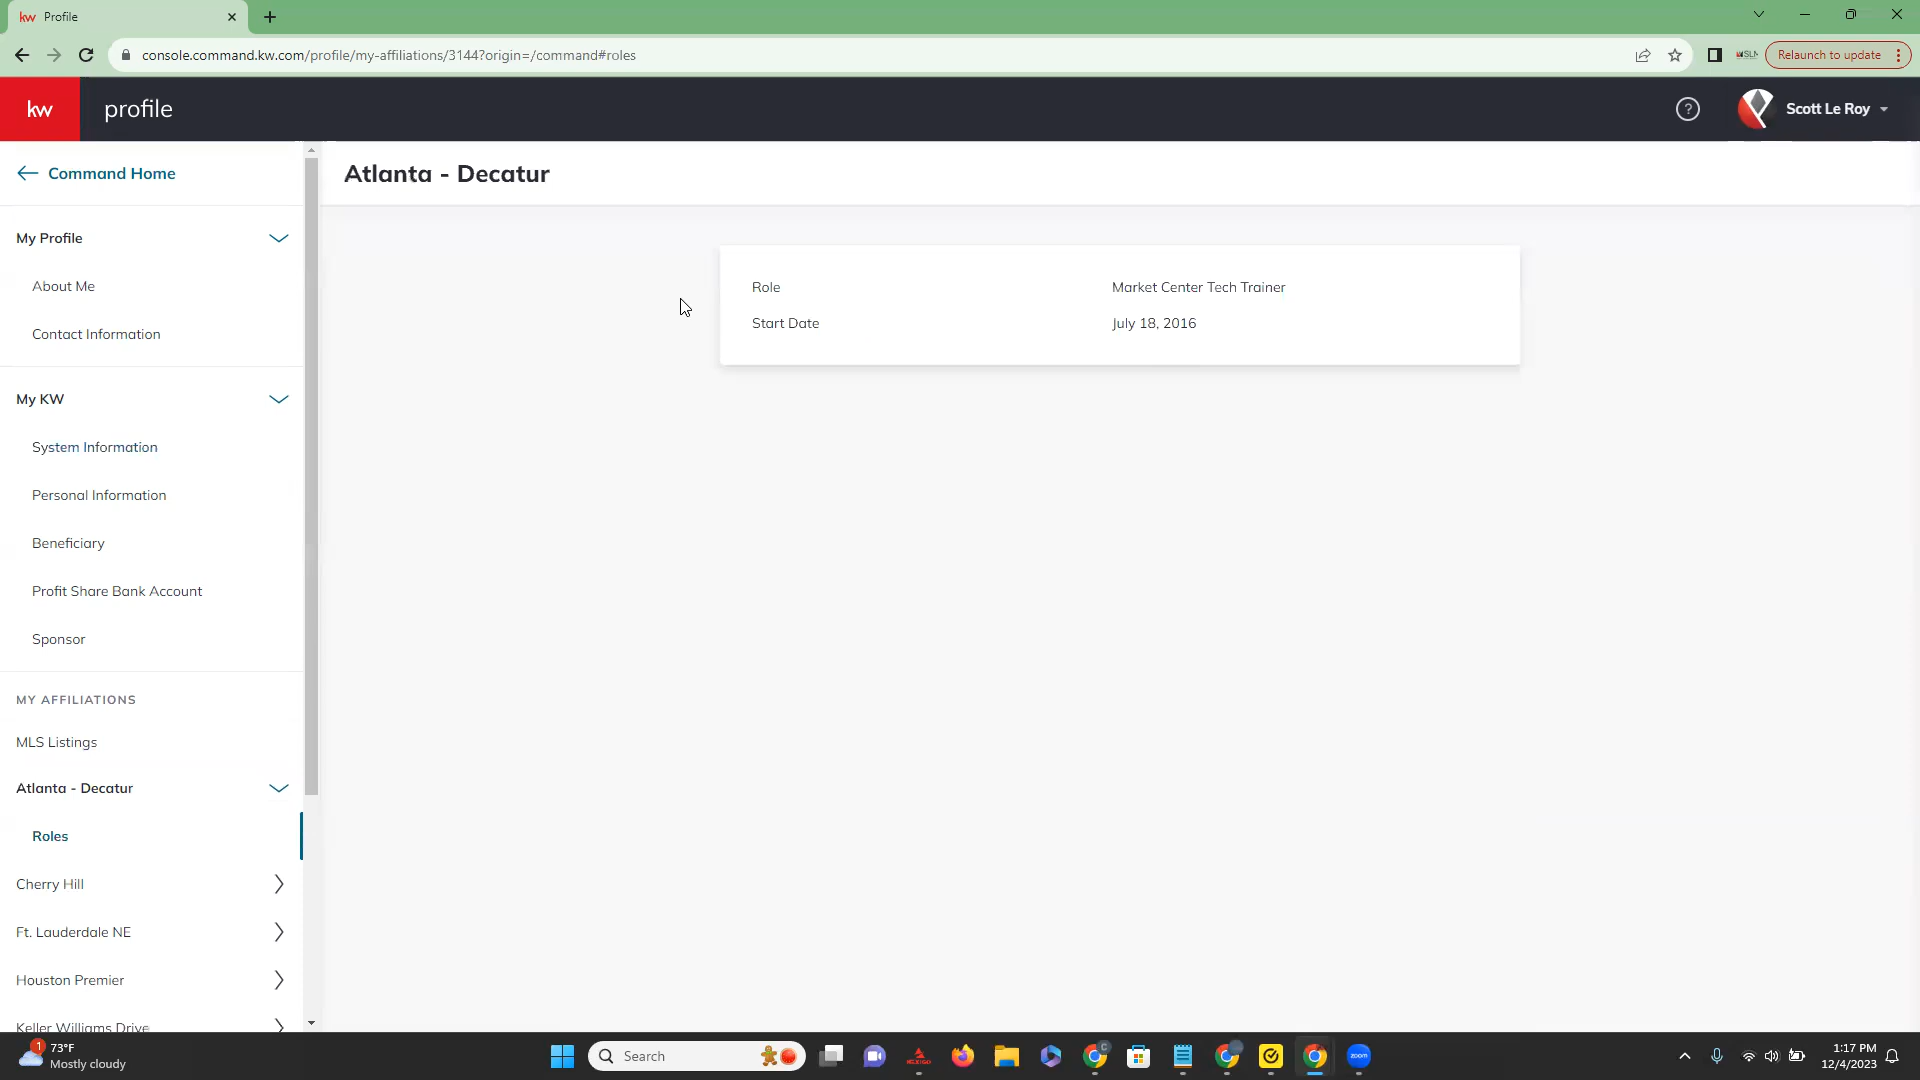 kw Profile
console.command.kw.com/profile/my-affiliations/3144?origin=/command#roles
Relaunch to update
kw profile
Scott Le Roy
Command Home
Atlanta - Decatur
My Profile
About Me
Contact Information
Role Market Center Tech Trainer
Start Date July 18, 2016
My KW
System Information
Personal Information
Beneficiary
Profit Share Bank Account
Sponsor
MY AFFILIATIONS
MLS Listings
Atlanta - Decatur
Roles
Cherry Hill
Ft. Lauderdale NE
Houston Premier
Keller Williams Drive
1
73°F
Mostly cloudy
Search
C
zoom
1:17 PM
12/4/2023